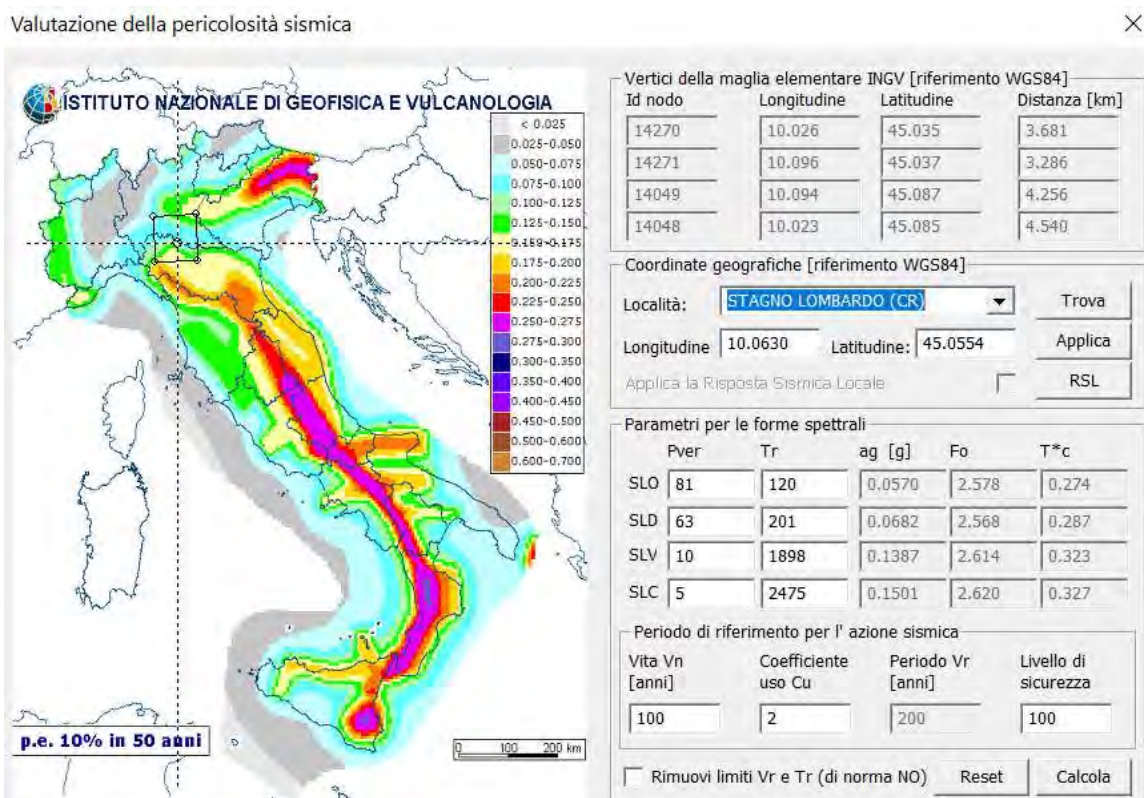 Valutazione della pericolosità sismica
ISTITUTO NAZIONALE DI GEOFISICA E VULCANOLOGIA
< 0.025
0.025-0.050
0.050-0.075
0.075-0.100
0.100-0.125
0.125-0.150
0.150-0.175
0.175-0.200
0.200-0.225
0.225-0.250
0.250-0.275
0.275-0.300
0.300-0.350
0.350-0.400
0.400-0.450
0.450-0.500
0.500-0.600
0.600-0.700
p.e. 10% in 50 anni
0 100 200 km
Vertici della maglia elementare INGV [riferimento WGS84]
Id nodo Longitudine Latitudine Distanza [km]
14270 10.026 45.035 3.681
14271 10.096 45.037 3.286
14049 10.094 45.087 4.256
14048 10.023 45.085 4.540
Coordinate geografiche [riferimento WGS84]
Località: STAGNO LOMBARDO (CR) Trova
Longitudine 10.0630 Latitudine: 45.0554 Applica
Applica la Risposta Sismica Locale RSL
Parametri per le forme spettrali
Pver Tr ag [g] Fo T*c
SLO 81 120 0.0570 2.578 0.274
SLD 63 201 0.0682 2.568 0.287
SLV 10 1898 0.1387 2.614 0.323
SLC 5 2475 0.1501 2.620 0.327
Periodo di riferimento per l' azione sismica
Vita Vn Coefficiente Periodo Vr Livello di
[anni] uso Cu [anni] sicurezza
100 2 200 100
Rimuovi limiti Vr e Tr (di norma NO) Reset Calcola